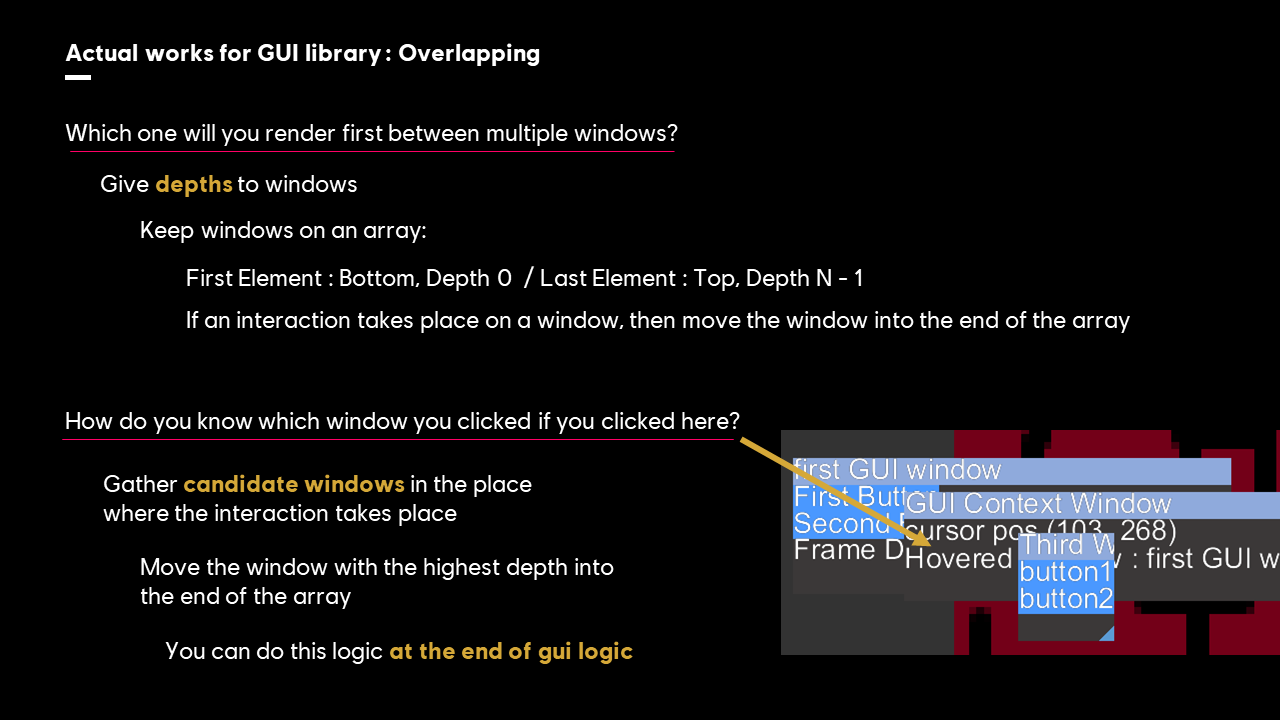 Actual works for GUI library : Overlapping
Which one will you render first between multiple windows?
Give depths to windows
Keep windows on an array:
First Element : Bottom, Depth 0 / Last Element : Top, Depth N - 1
If an interaction takes place on a window, then move the window into the end of the array
How do you know which window you clicked if you clicked here?
Gather candidate windows in the place
where the interaction takes place
Move the window with the highest depth into
the end of the array
You can do this logic at the end of gui logic
first GUI window
First Butt
Second
Frame D
GUI Context Window
cursor pos (103, 268)
Hovered : first GUI w
Third W
button1
button2